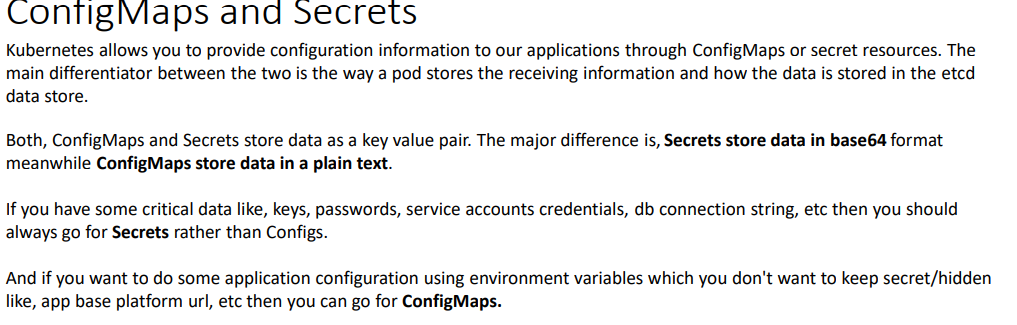 ConfigMaps and Secrets
Kubernetes allows you to provide configuration information to our applications through ConfigMaps or secret resources. The
main differentiator between the two is the way a pod stores the receiving information and how the data is stored in the etcd
data store.
Both, ConfigMaps and Secrets store data as a key value pair. The major difference is, Secrets store data in base64 format
meanwhile ConfigMaps store data in a plain text.
If you have some critical data like, keys, passwords, service accounts credentials, db connection string, etc then you should
always go for Secrets rather than Configs.
And if you want to do some application configuration using environment variables which you don't want to keep secret/hidden
like, app base platform url, etc then you can go for ConfigMaps.